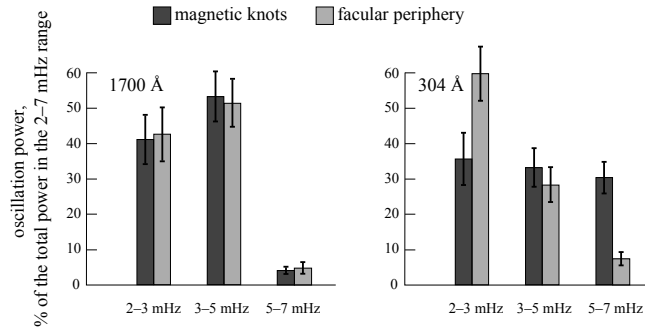 magnetic knots facular periphery
oscillation power,
% of the total power in the 2–7 mHz range
1700 Å
60
50
40
30
20
10
0
2–3 mHz 3–5 mHz 5–7 mHz
304 Å
60
50
40
30
20
10
0
2–3 mHz 3–5 mHz 5–7 mHz